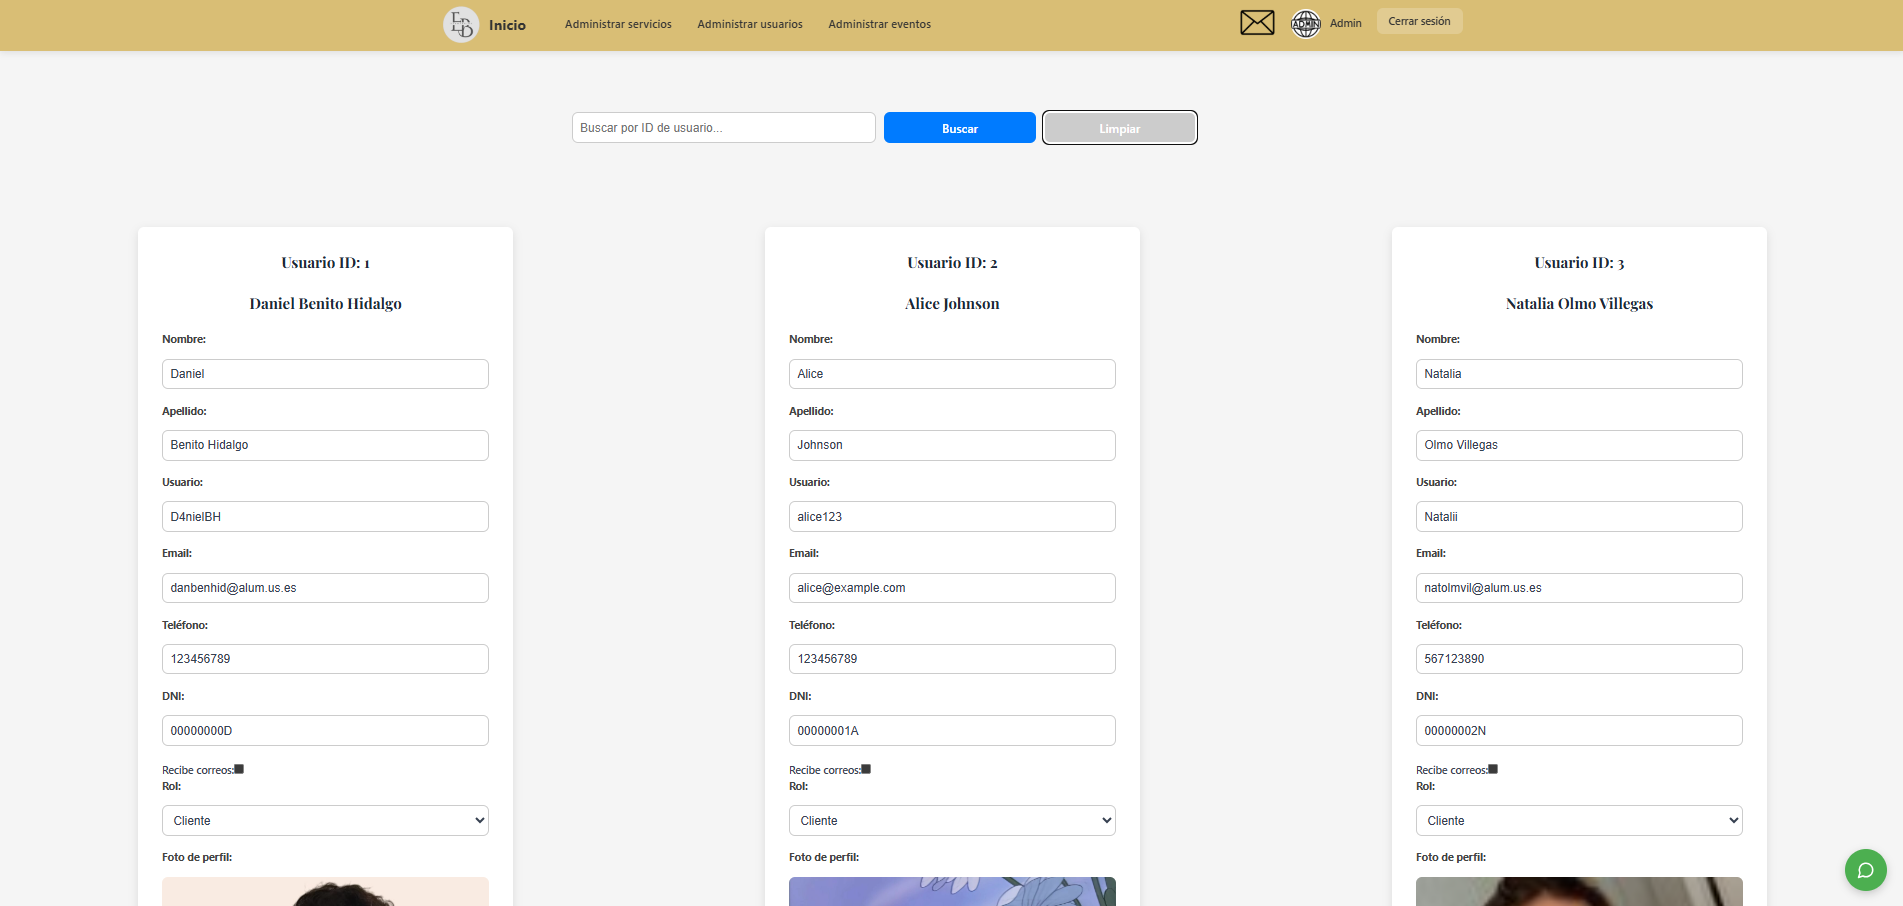 ED Inicio Administrar servicios Administrar usuarios Administrar eventos ADMIN Admin Cerrar sesión
Buscar por ID de usuario... Buscar Limpiar
Usuario ID: 1
Daniel Benito Hidalgo
Nombre:
Daniel
Apellido:
Benito Hidalgo
Usuario:
D4nielBH
Email:
danbenhid@alum.us.es
Teléfono:
123456789
DNI:
00000000D
Recibe correos:
Rol:
Cliente
Foto de perfil:
Usuario ID: 2
Alice Johnson
Nombre:
Alice
Apellido:
Johnson
Usuario:
alice123
Email:
alice@example.com
Teléfono:
123456789
DNI:
00000001A
Recibe correos:
Rol:
Cliente
Foto de perfil:
Usuario ID: 3
Natalia Olmo Villegas
Nombre:
Natalia
Apellido:
Olmo Villegas
Usuario:
Natalii
Email:
natolmvil@alum.us.es
Teléfono:
567123890
DNI:
00000002N
Recibe correos:
Rol:
Cliente
Foto de perfil: